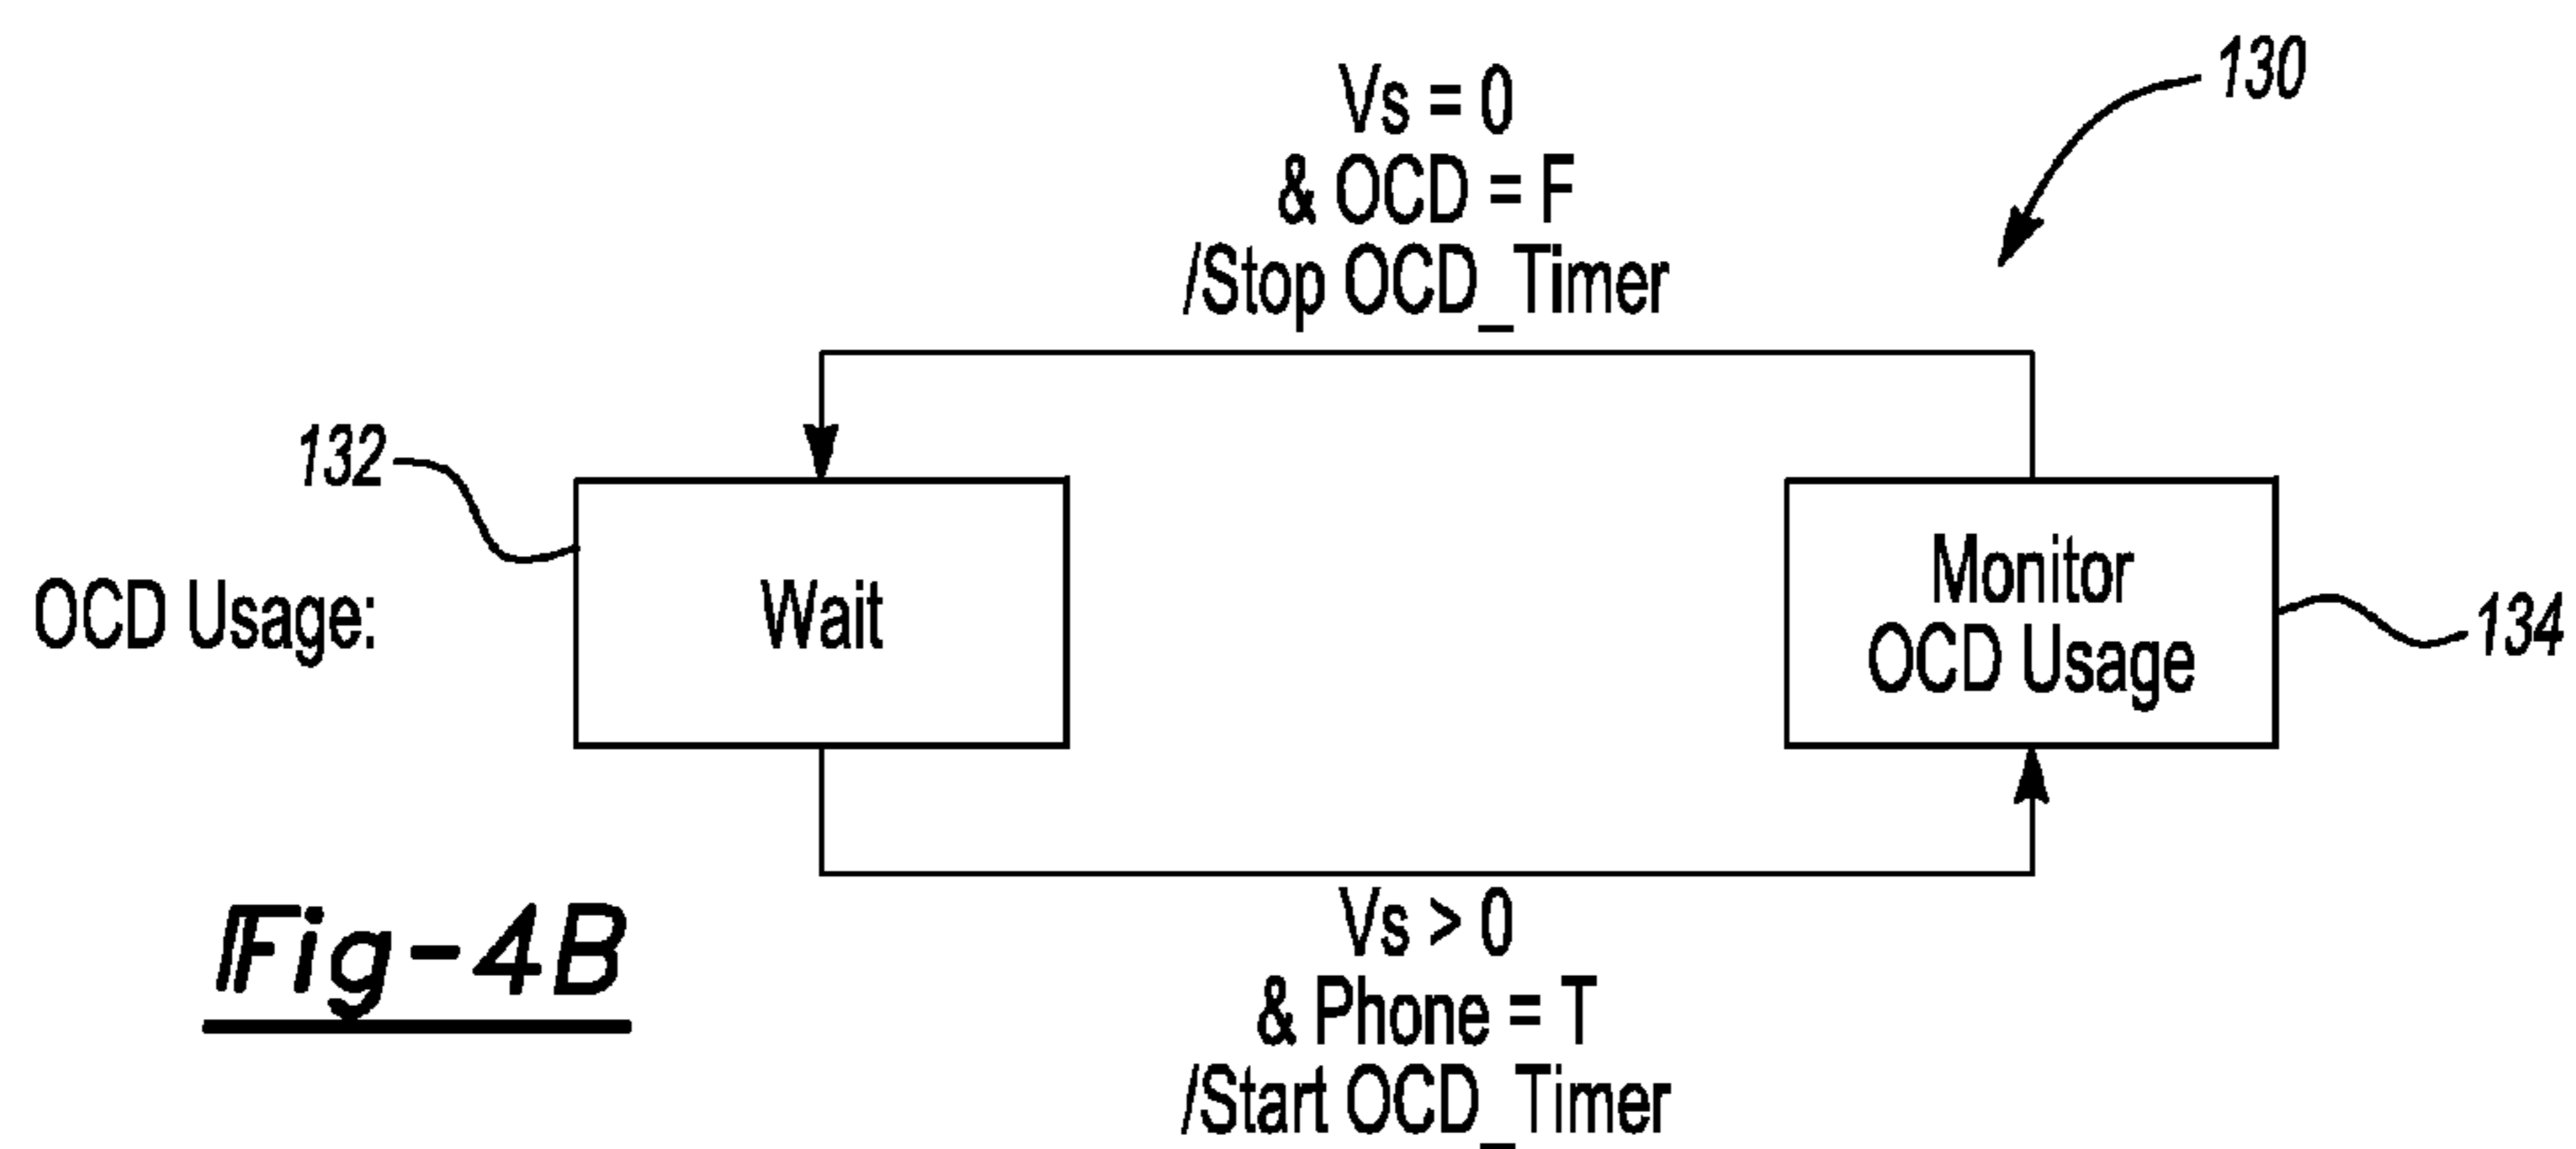 130
Vs = 0
& OCD = F
/Stop OCD_Timer
132
OCD Usage:
Wait
Monitor
OCD Usage
134
Vs > 0
& Phone = T
/Start OCD_Timer
Fig-4B